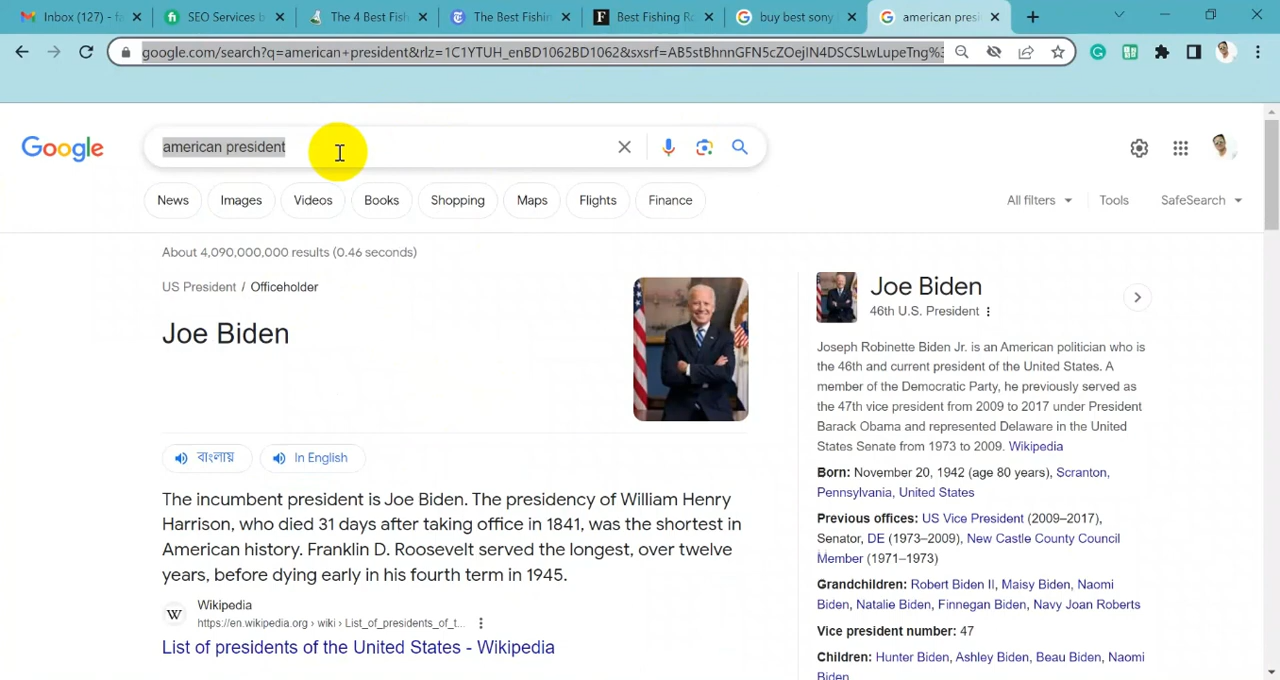 Inbox (127) - fa
SEO Services b
The 4 Best Fish
The Best Fishin
Best Fishing Ro
buy best sony
american presi
google.com/search?q=american+president&rlz=1C1YTUH_enBD1062BD1062&sxsrf=AB5stBhnnGFN5cZOejIN4DSCSLwLupeTng%3
Google
american president
News
Images
Videos
Books
Shopping
Maps
Flights
Finance
All filters
Tools
SafeSearch
About 4,090,000,000 results (0.46 seconds)
US President / Officeholder
Joe Biden
বাংলায়
In English
The incumbent president is Joe Biden. The presidency of William Henry
Harrison, who died 31 days after taking office in 1841, was the shortest in
American history. Franklin D. Roosevelt served the longest, over twelve
years, before dying early in his fourth term in 1945.
W
Wikipedia
https://en.wikipedia.org › wiki › List_of_presidents_of_t...
List of presidents of the United States - Wikipedia
Joe Biden
46th U.S. President
Joseph Robinette Biden Jr. is an American politician who is
the 46th and current president of the United States. A
member of the Democratic Party, he previously served as
the 47th vice president from 2009 to 2017 under President
Barack Obama and represented Delaware in the United
States Senate from 1973 to 2009. Wikipedia
Born: November 20, 1942 (age 80 years), Scranton,
Pennsylvania, United States
Previous offices: US Vice President (2009–2017),
Senator, DE (1973–2009), New Castle County Council
Member (1971–1973)
Grandchildren: Robert Biden II, Maisy Biden, Naomi
Biden, Natalie Biden, Finnegan Biden, Navy Joan Roberts
Vice president number: 47
Children: Hunter Biden, Ashley Biden, Beau Biden, Naomi
Biden